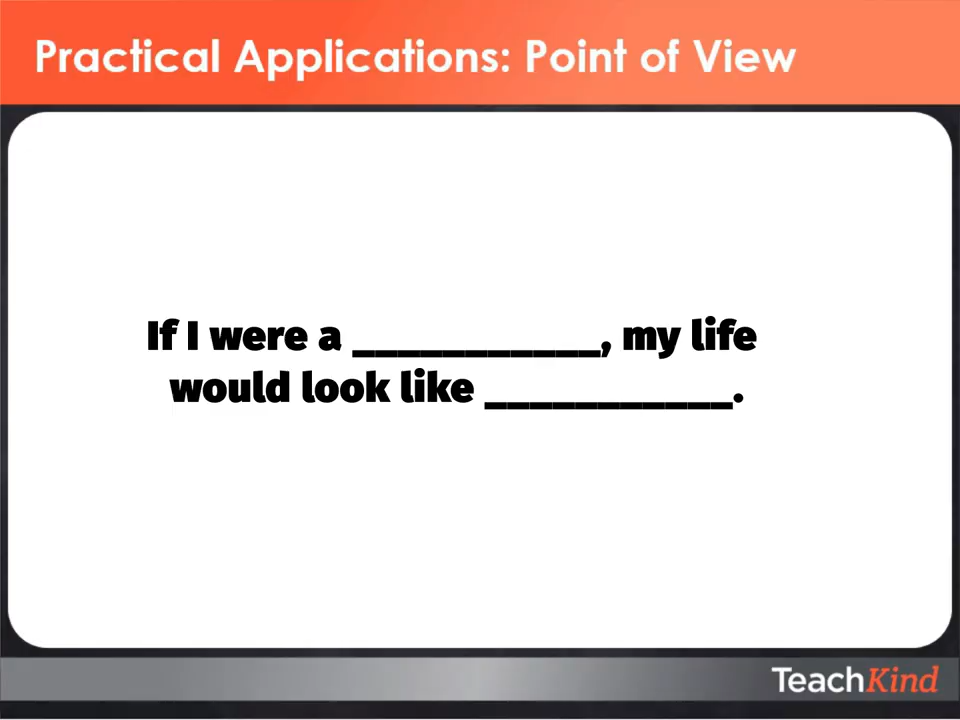 Practical Applications: Point of View
If I were a ___________, my life
would look like ___________.
TeachKind